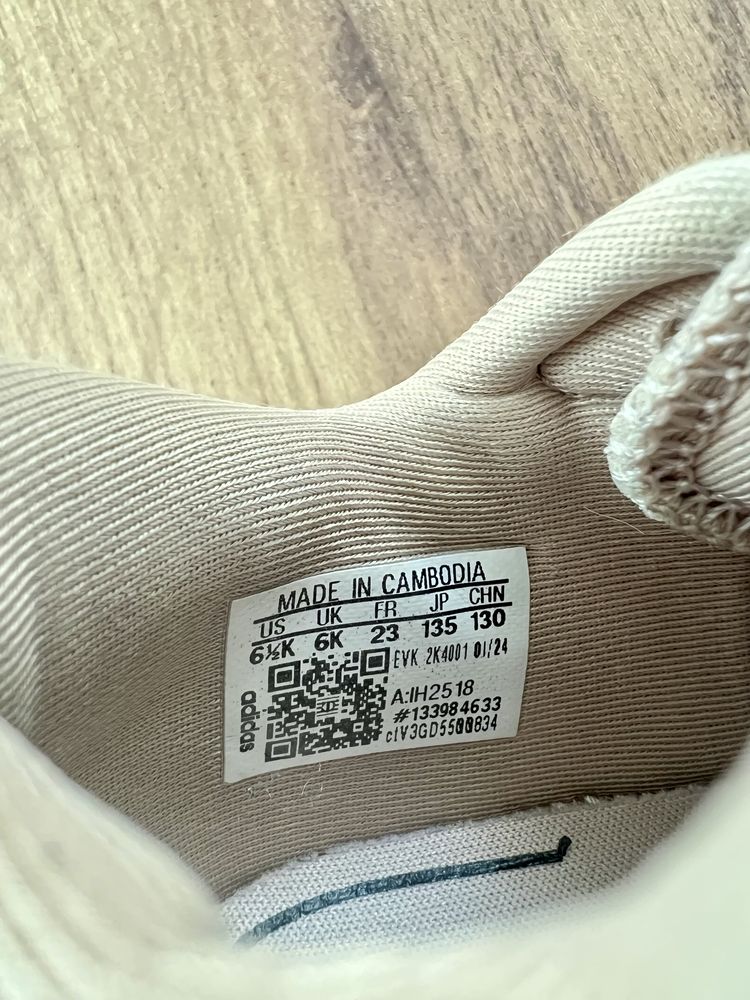 MADE IN CAMBODIA
US UK FR JP CHN
6½K 6K 23 135 130
EVK 2K4001 01/24
A:IH2518
#133984633
clV3GD5500834
adidas